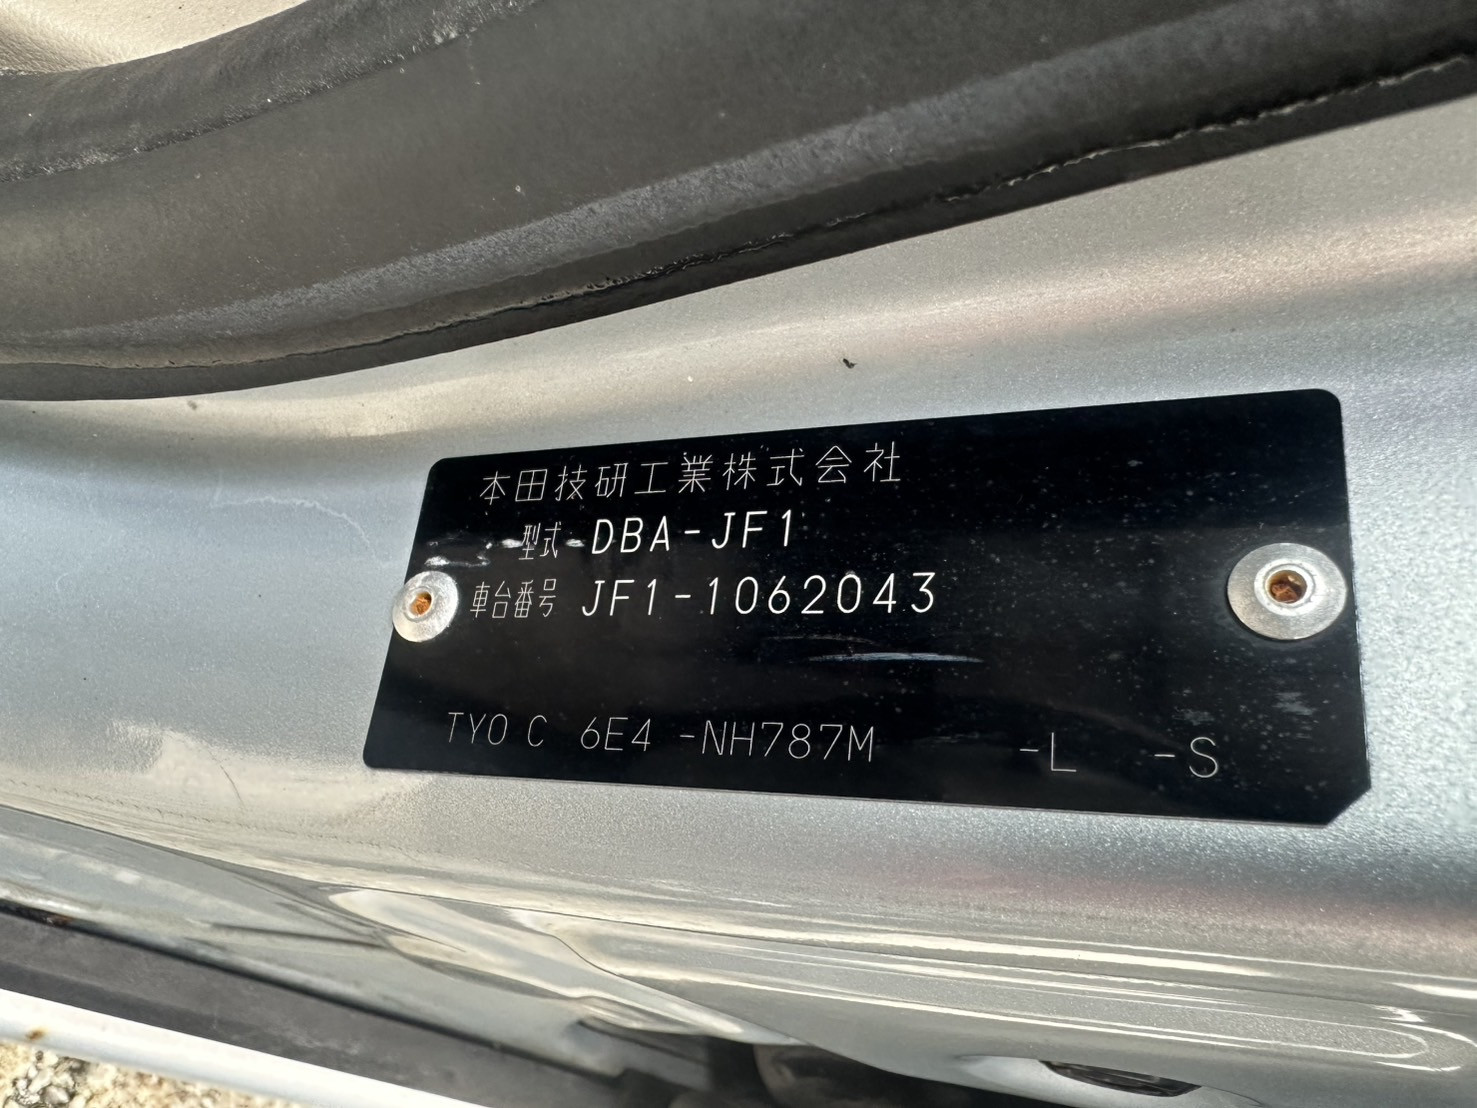 本田技研工業株式会社
型式 DBA-JF1
車台番号 JF1-1062043
TYO C 6E4 -NH787M -L -S